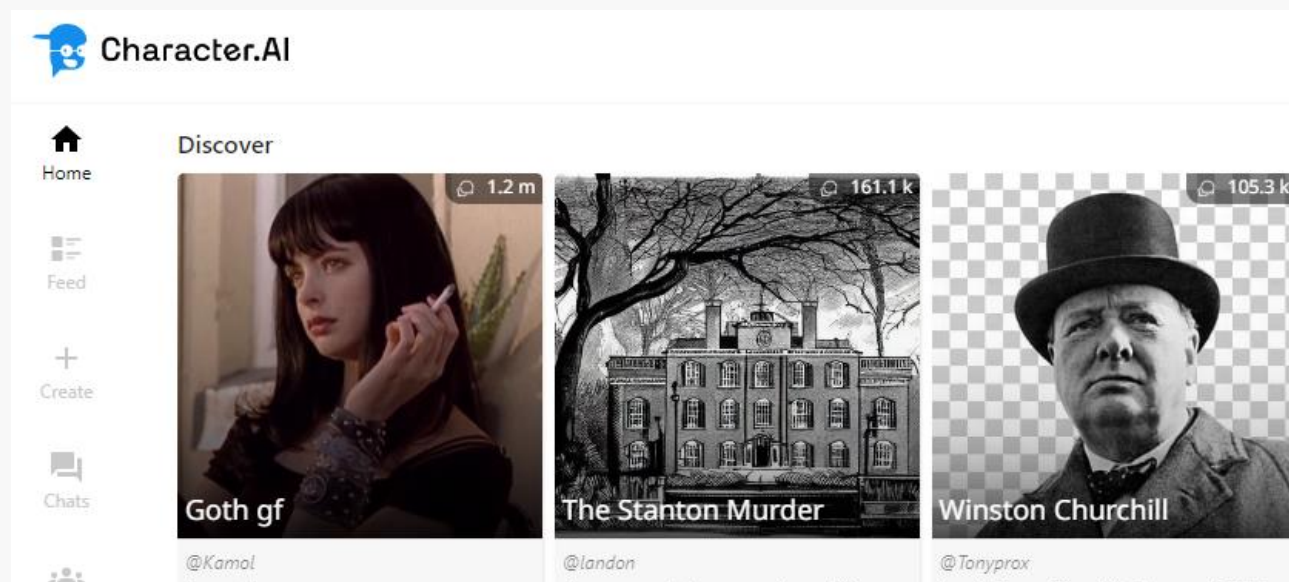 Character.AI
Home
Feed
Create
Chats
Discover
1.2 m
161.1 k
105.3 k
Goth gf
The Stanton Murder
Winston Churchill
@Kamol
@landon
@Tonyprox